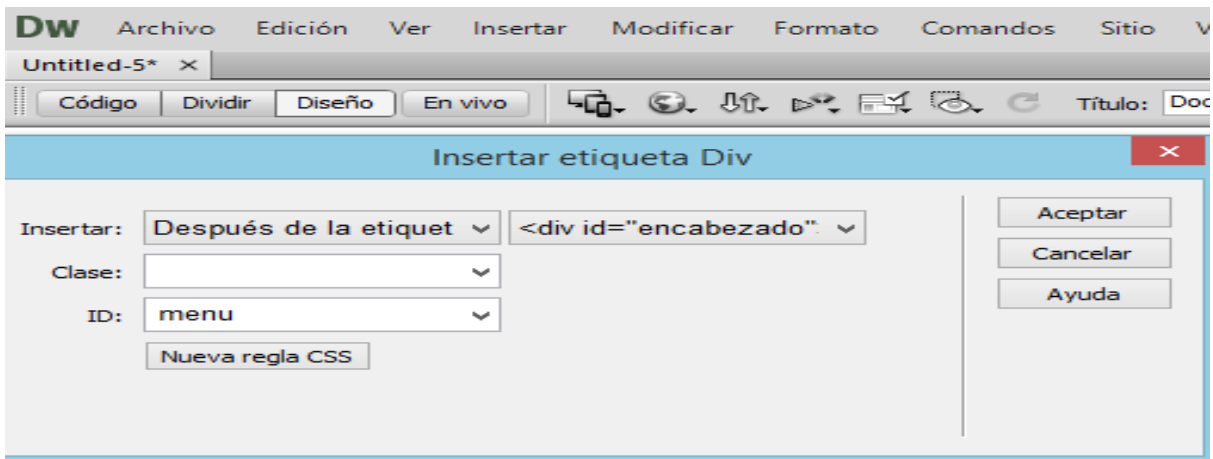 Dw Archivo Edición Ver Insertar Modificar Formato Comandos Sitio V
Untitled-5* ×
Código Dividir Diseño En vivo Título: Doc
Insertar etiqueta Div
Insertar: Después de la etiquet <div id="encabezado": Aceptar
Clase: Cancelar
ID: menu Ayuda
Nueva regla CSS